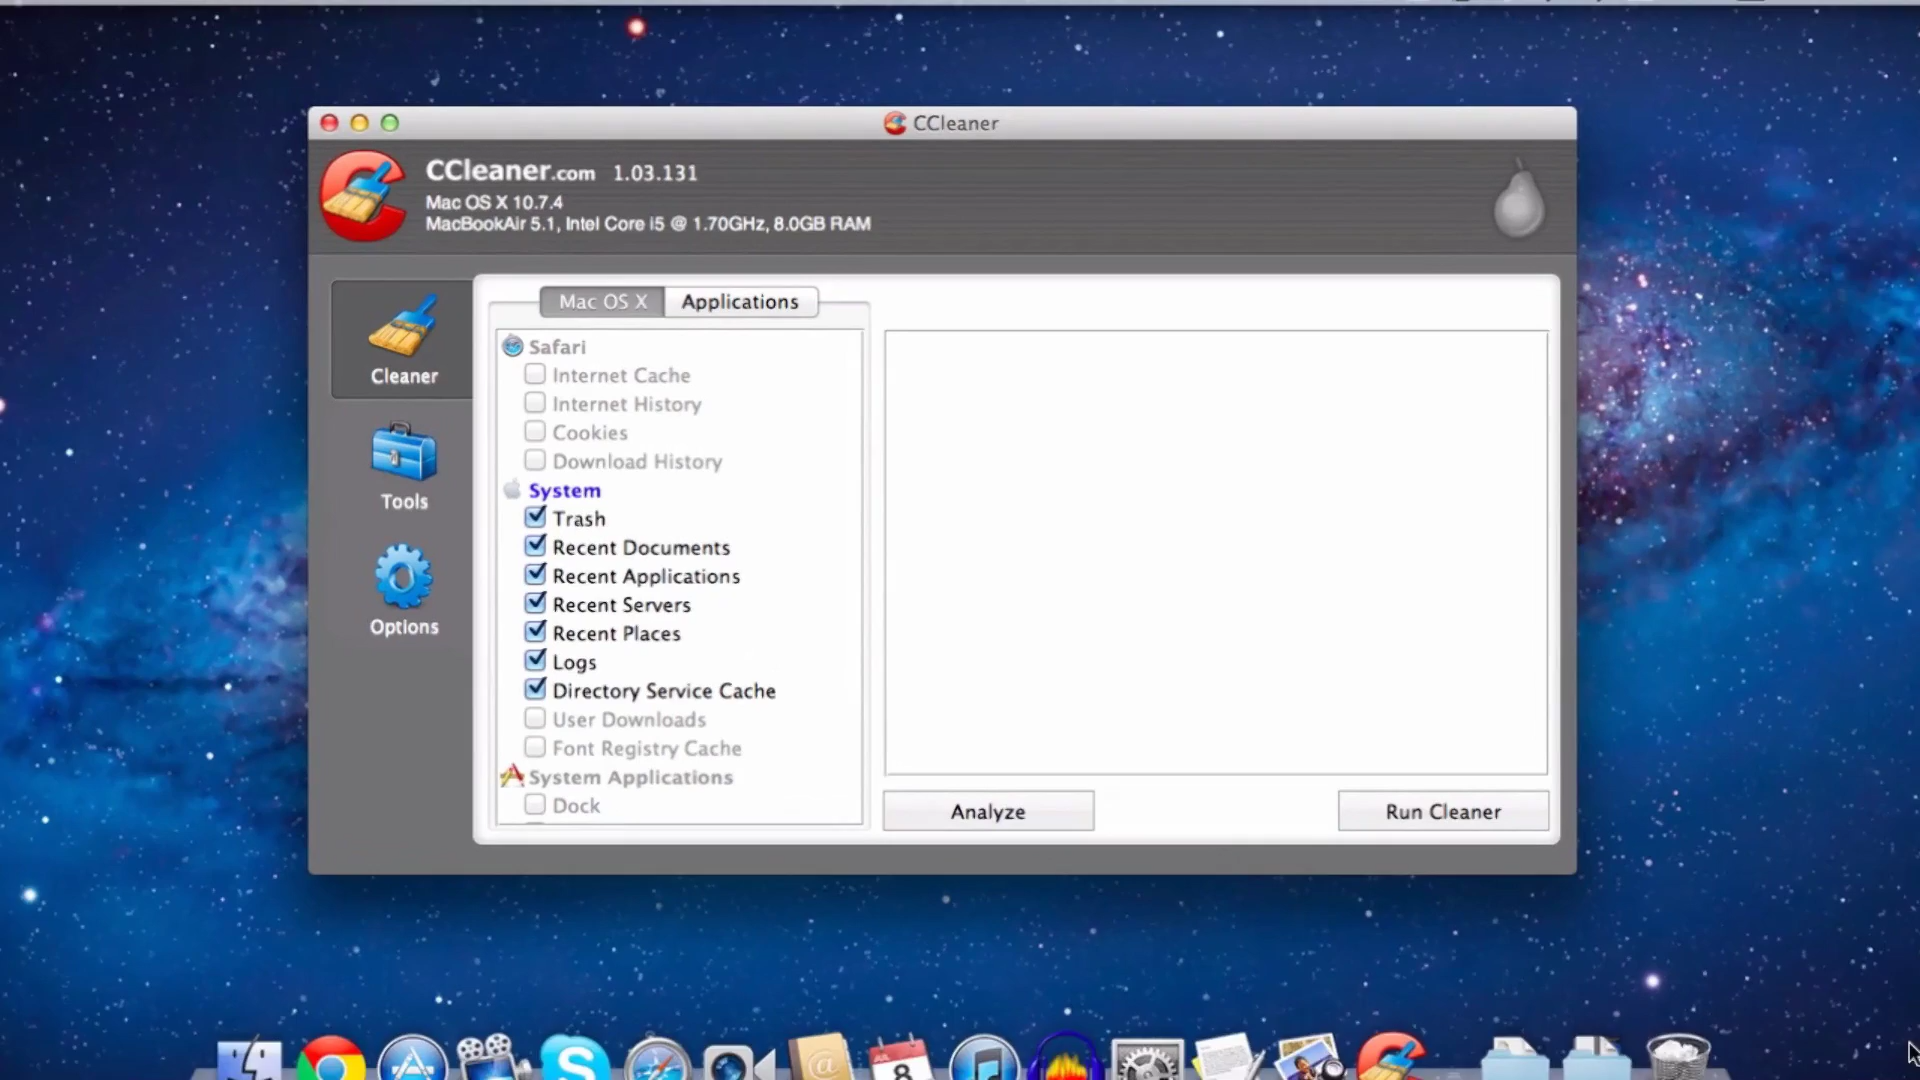 CCleaner
CCleaner.com 1.03.131
Mac OS X 10.7.4
MacBookAir 5.1, Intel Core i5 @ 1.70GHz, 8.0GB RAM
Mac OS X Applications
Cleaner
Tools
Options
Safari
Internet Cache
Internet History
Cookies
Download History
System
Trash
Recent Documents
Recent Applications
Recent Servers
Recent Places
Logs
Directory Service Cache
User Downloads
Font Registry Cache
System Applications
Dock
Analyze
Run Cleaner
JUL
8